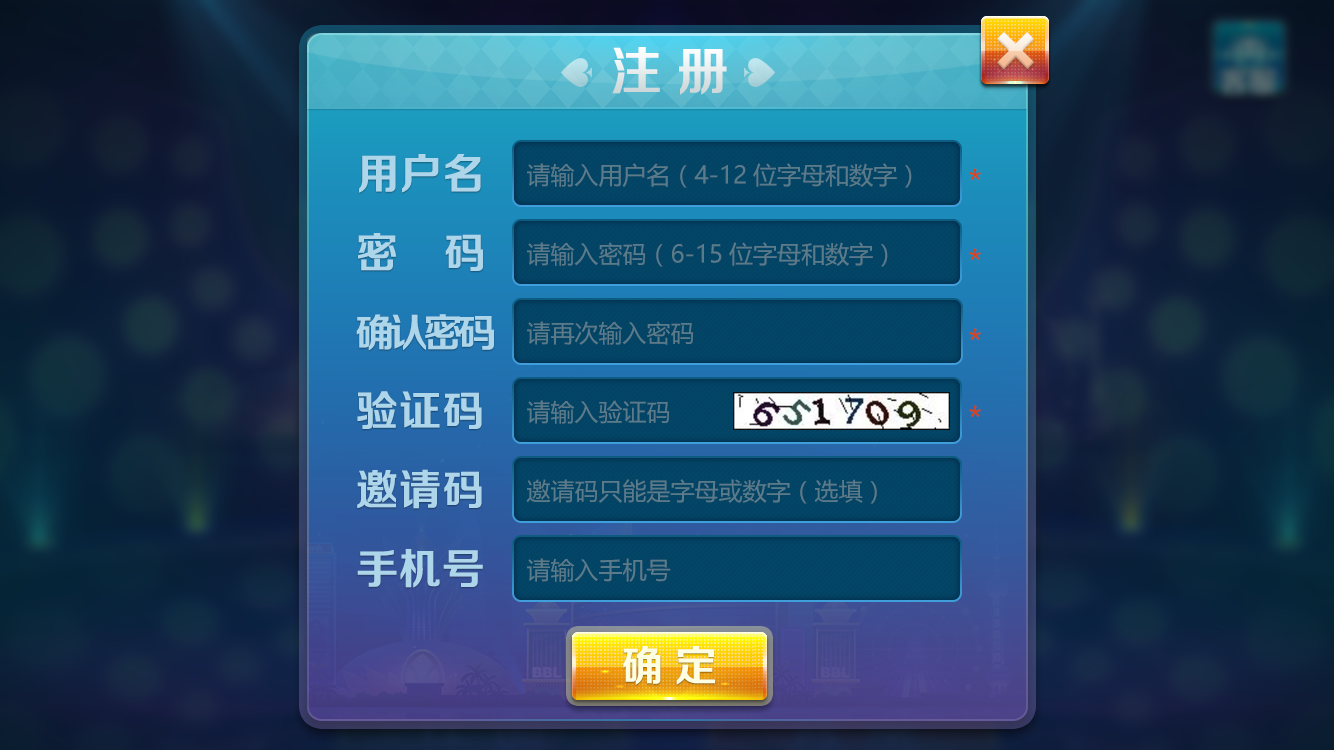 注册
用户名
请输入用户名（4-12 位字母和数字）
*
密 码
请输入密码（6-15 位字母和数字）
*
确认密码
请再次输入密码
*
验证码
请输入验证码
651709
*
邀请码
邀请码只能是字母或数字（选填）
手机号
请输入手机号
BBL
BBL
确定